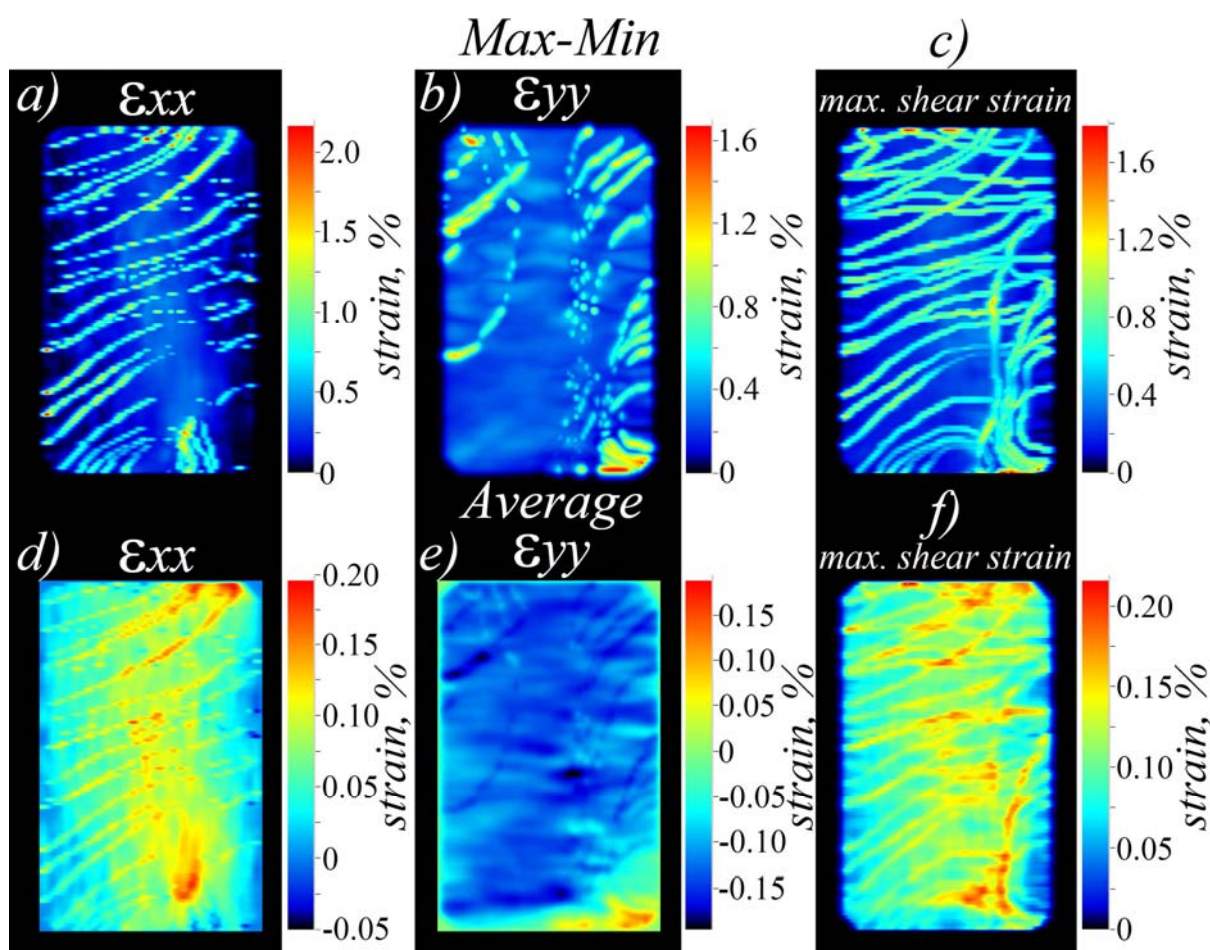 Max-Min
a) εxx
2.0
1.5
1.0
0.5
0
strain, %
b) εyy
1.6
1.2
0.8
0.4
0
strain, %
c)
max. shear strain
1.6
1.2
0.8
0.4
0
strain, %
Average
d) εxx
0.20
0.15
0.10
0.05
0
-0.05
strain, %
e) εyy
0.15
0.10
0.05
0
-0.05
-0.10
-0.15
strain, %
f)
max. shear strain
0.20
0.15
0.10
0.05
0
strain, %